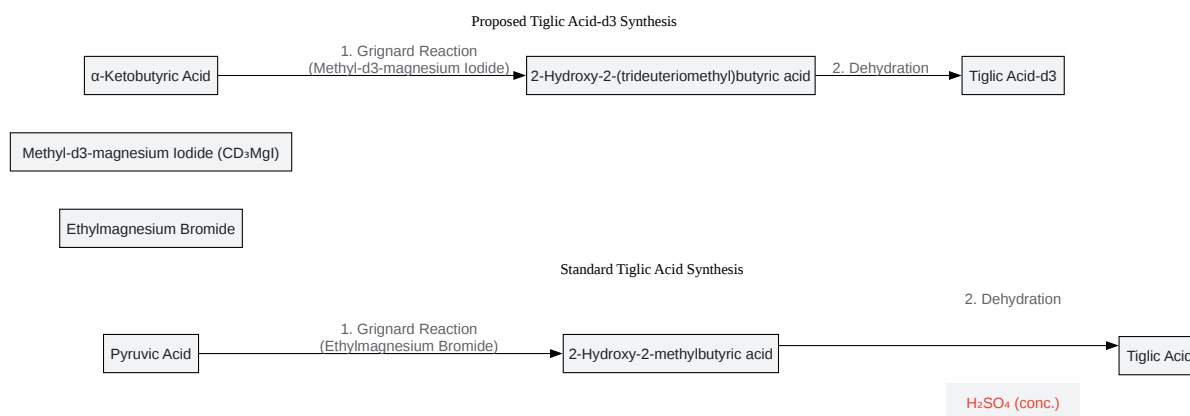 Proposed Tiglic Acid-d3 Synthesis
1. Grignard Reaction
(Methyl-d3-magnesium Iodide)
α-Ketobutyric Acid
2-Hydroxy-2-(trideuteriomethyl)butyric acid
2. Dehydration
Tiglic Acid-d3
Methyl-d3-magnesium Iodide (CD₃MgI)
Ethylmagnesium Bromide
Standard Tiglic Acid Synthesis
2. Dehydration
1. Grignard Reaction
(Ethylmagnesium Bromide)
Pyruvic Acid
2-Hydroxy-2-methylbutyric acid
Tiglic Acid
H₂SO₄ (conc.)